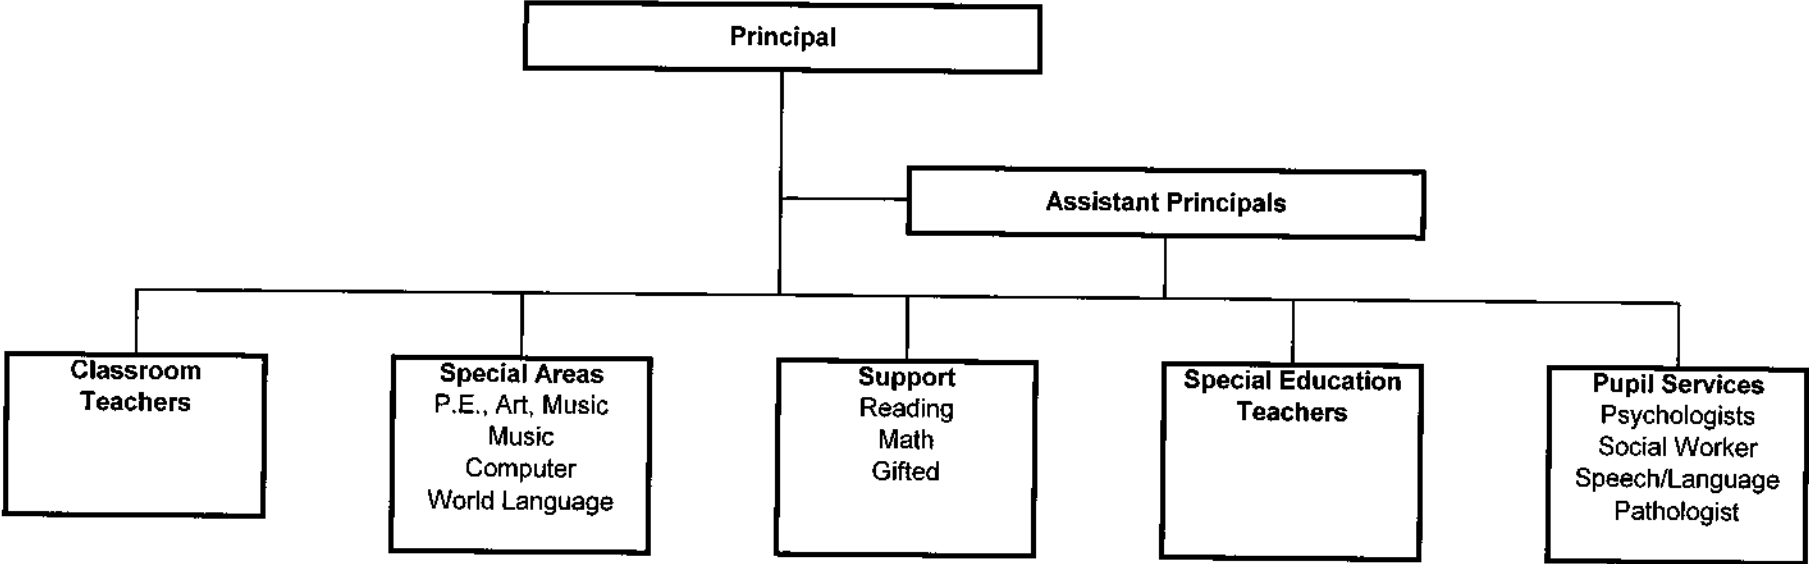 Principal
Assistant Principals
Classroom
Teachers
Special Areas
P.E., Art, Music
Music
Computer
World Language
Support
Reading
Math
Gifted
Special Education
Teachers
Pupil Services
Psychologists
Social Worker
Speech/Language
Pathologist